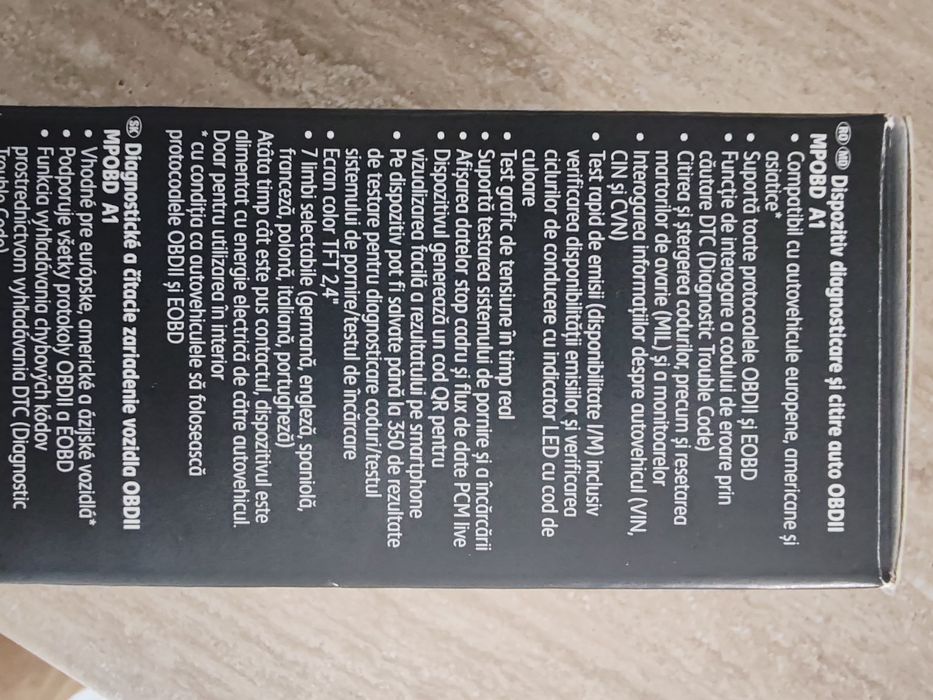 RO MD Dispozitiv diagnosticare și citire auto OBDII
MPOBD A1
• Compatibil cu autovehicule europene, americane și
asiatice*
• Suportă toate protocoalele OBDII și EOBD
• Funcție de interogare a codului de eroare prin
căutare DTC (Diagnostic Trouble Code)
• Citirea și ștergerea codurilor, precum și resetarea
martorilor de avarie (MIL) și a monitoarelor
• Interogarea informațiilor despre autovehicul (VIN,
CIN și CVN)
• Test rapid de emisii (disponibilitate I/M) inclusiv
verificarea disponibilității emisiilor și verificarea
ciclurilor de conducere cu indicator LED cu cod de
culoare
• Test grafic de tensiune in timp real
• Suportă testarea sistemului de pornire și a încărcării
• Afișarea datelor stop cadru și flux de date PCM live
• Dispozitivul generează un cod QR pentru
vizualizarea facilă a rezultatului pe smartphone
• Pe dispozitiv pot fi salvate până la 350 de rezultate
de testare pentru diagnosticare coduri/testul
sistemului de pornire/testul de încărcare
• Ecran color TFT 2,4"
• 7 limbi selectabile (germană, engleză, spaniolă,
franceză, polonă, italiană, portugheză)
Atâta timp cât este pus contactul, dispozitivul este
alimentat cu energie electrică de către autovehicul.
Doar pentru utilizarea în interior
* cu condiția ca autovehiculele să folosească
protocoalele OBDII și EOBD
SK Diagnostické a čítacie zariadenie vozidla OBDII
MPOBD A1
• Vhodné pre európske, americké a ázijské vozidlá*
• Podporuje všetky protokoly OBDII a EOBD
• Funkcia vyhľadávania chybových kódov
prostredníctvom vyhľadávania DTC (Diagnostic
Trouble Code)